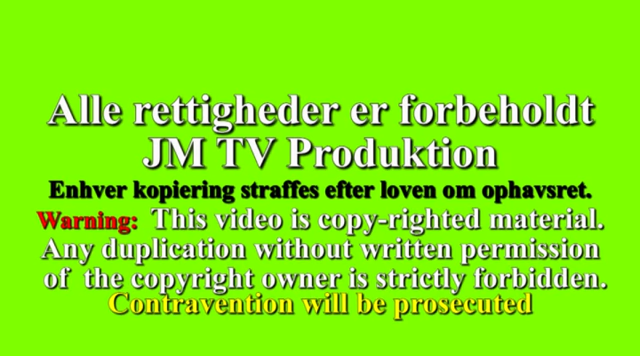 Alle rettigheder er forbeholdt
JM TV Produktion
Enhver kopiering straffes efter loven om ophavsret.
Warning: This video is copy-righted material.
Any duplication without written permission
of the copyright owner is strictly forbidden.
Contravention will be prosecuted